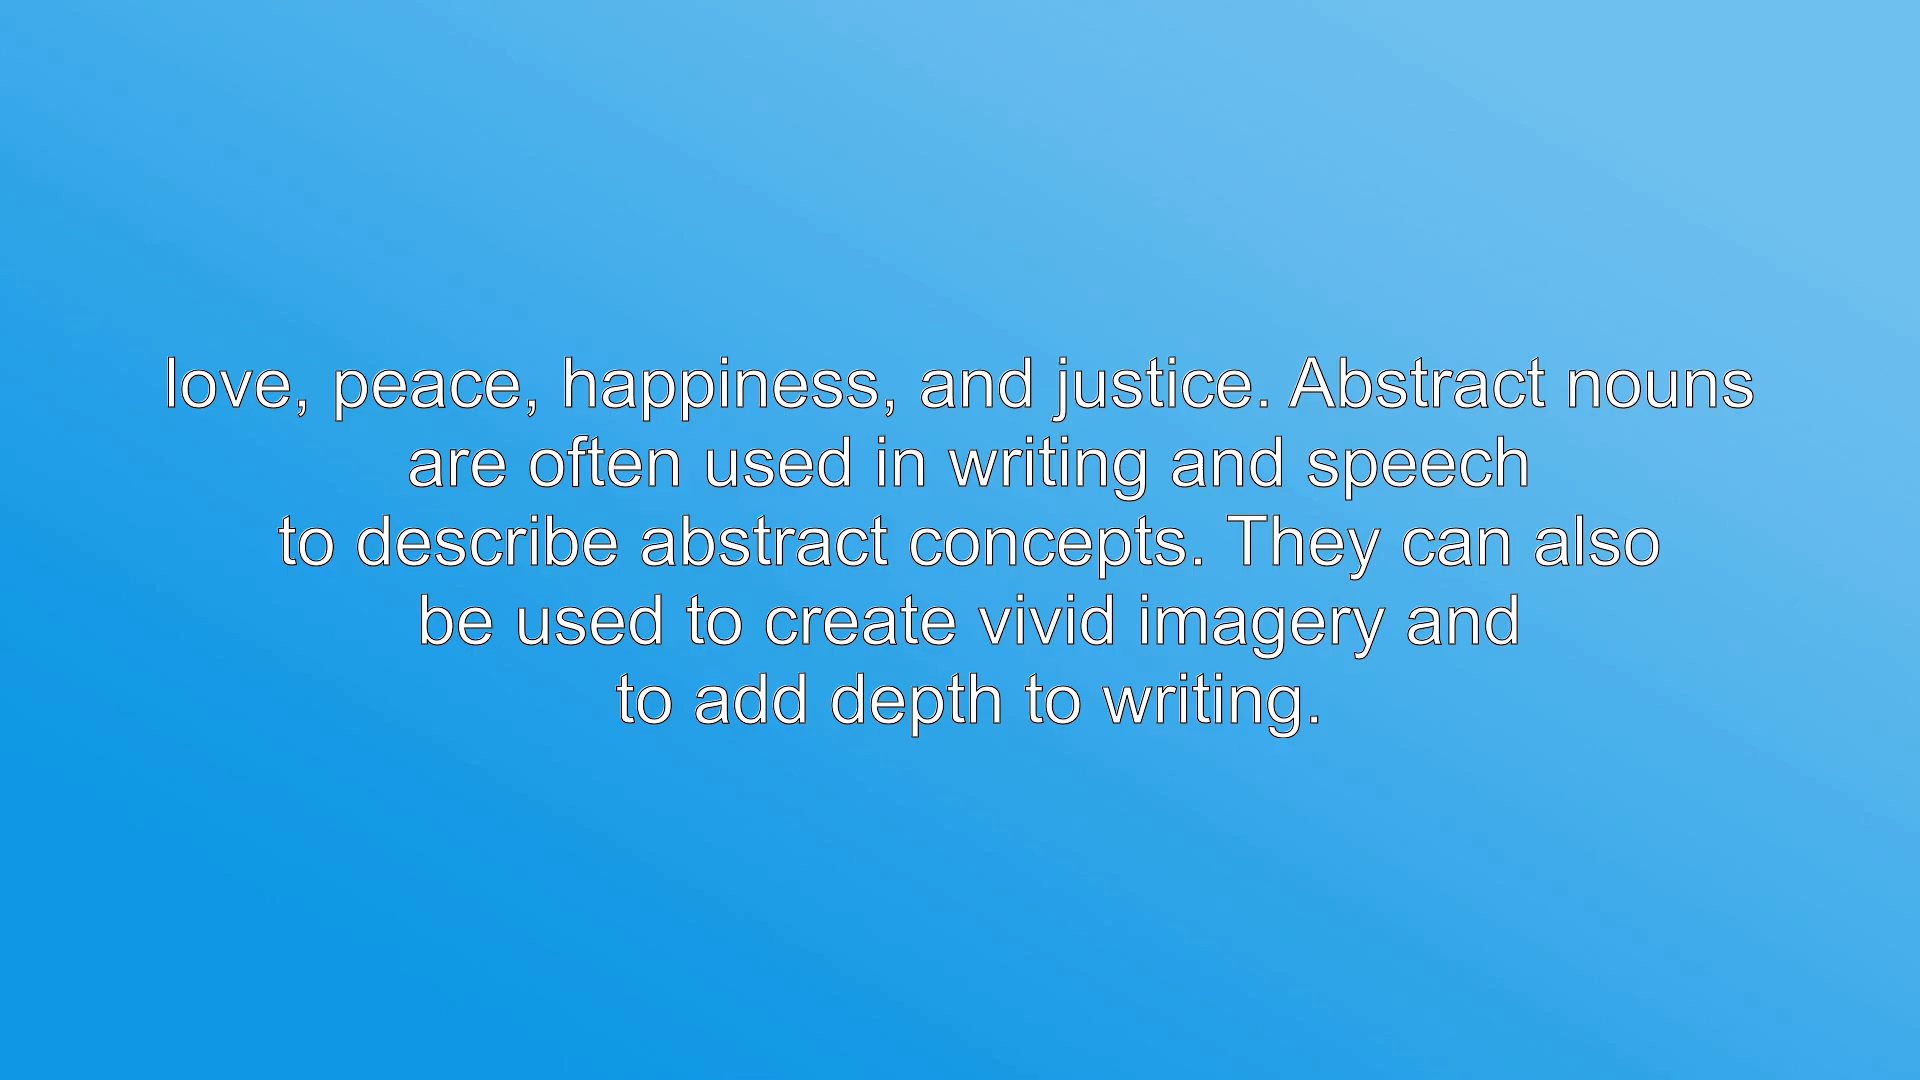 love, peace, happiness, and justice. Abstract nouns
are often used in writing and speech
to describe abstract concepts. They can also
be used to create vivid imagery and
to add depth to writing.